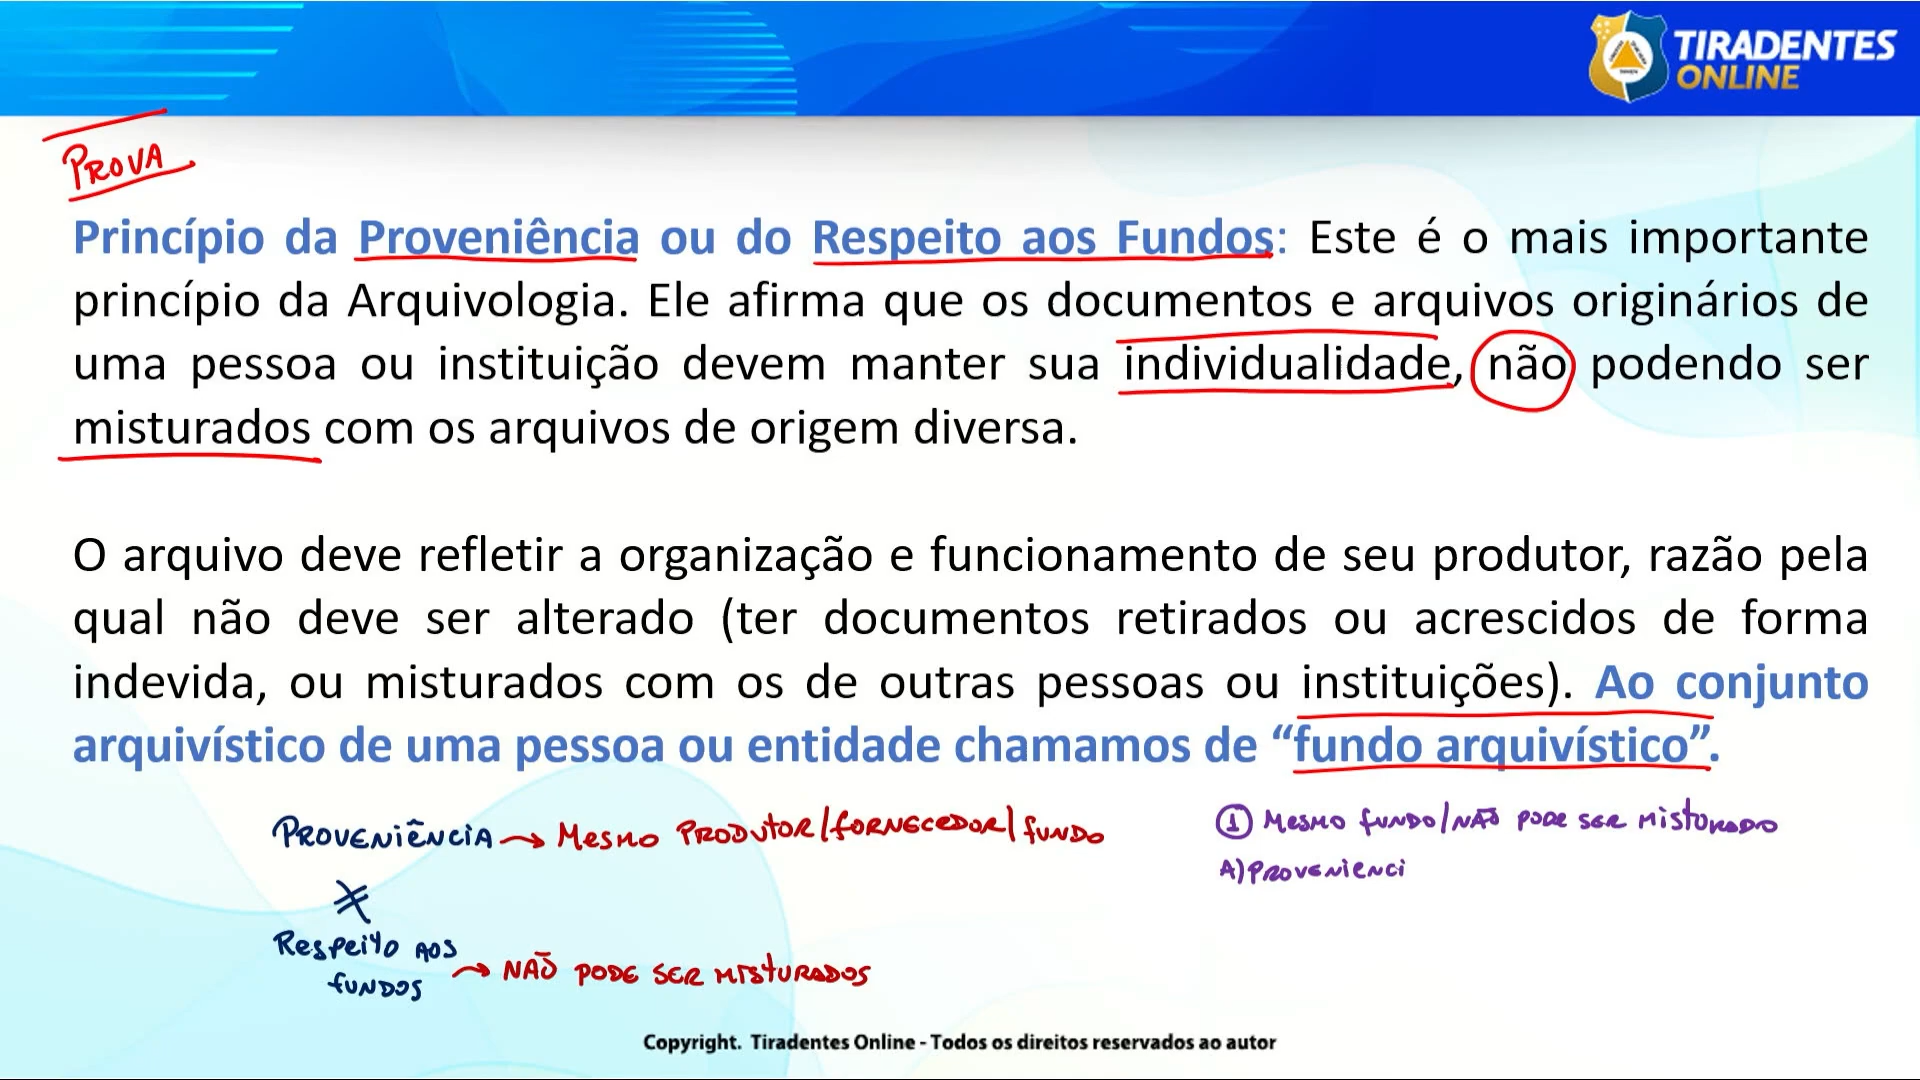 TIRADENTES
ONLINE
PROVA
Princípio da Proveniência ou do Respeito aos Fundos: Este é o mais importante
princípio da Arquivologia. Ele afirma que os documentos e arquivos originários de
uma pessoa ou instituição devem manter sua individualidade, não podendo ser
misturados com os arquivos de origem diversa.
O arquivo deve refletir a organização e funcionamento de seu produtor, razão pela
qual não deve ser alterado (ter documentos retirados ou acrescidos de forma
indevida, ou misturados com os de outras pessoas ou instituições). Ao conjunto
arquivístico de uma pessoa ou entidade chamamos de “fundo arquivístico”.
PROVENIÊNCIA → MESMO PRODUTOR/FORNECEDOR/FUNDO
≠
RESPEITO AOS
FUNDOS → NÃO PODE SER MISTURADOS
① MESMO FUNDO/NÃO PODE SER MISTURADO
A) PROVENIENCI
Copyright. Tiradentes Online - Todos os direitos reservados ao autor